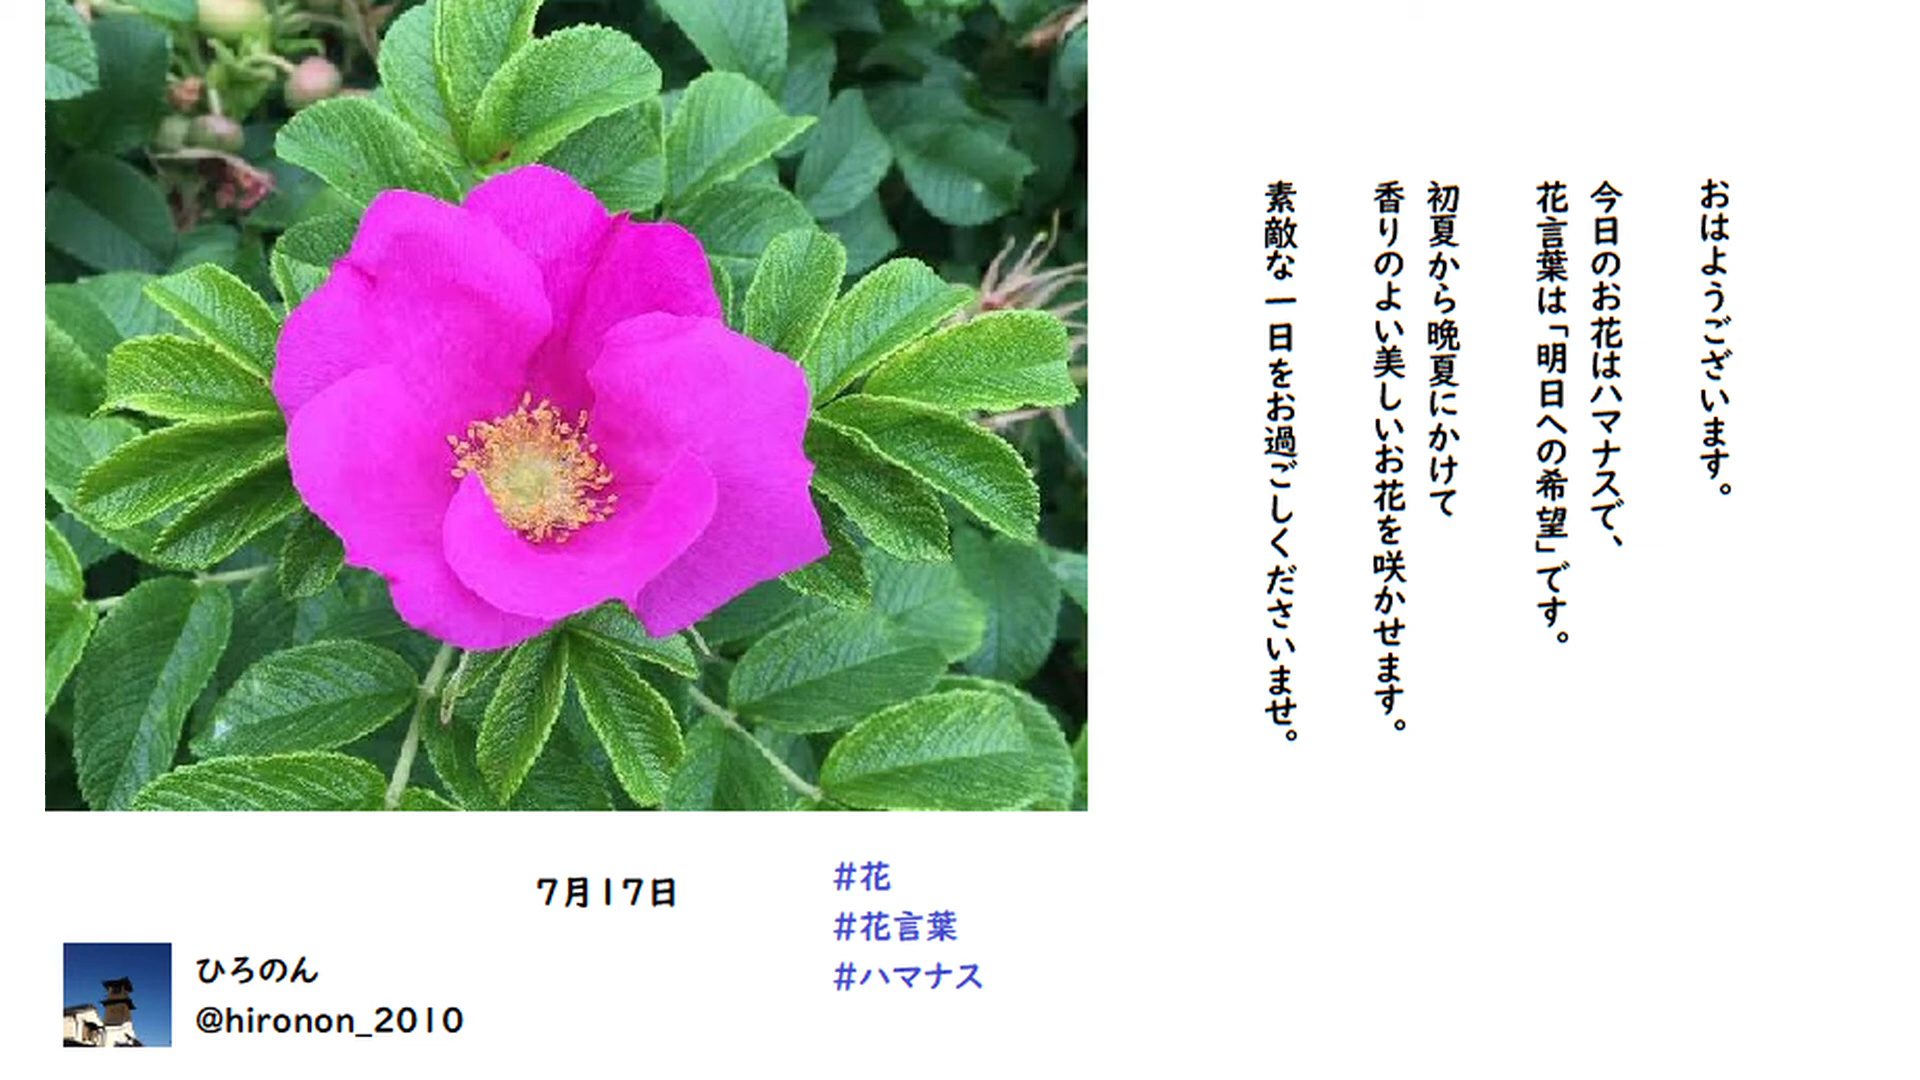 おはようございます。
今日のお花はハマナスで、
花言葉は「明日への希望」です。
初夏から晩夏にかけて
香りのよい美しいお花を咲かせます。
素敵な一日をお過ごしくださいませ。
7月17日
#花
#花言葉
#ハマナス
ひろのん
@hironon_2010